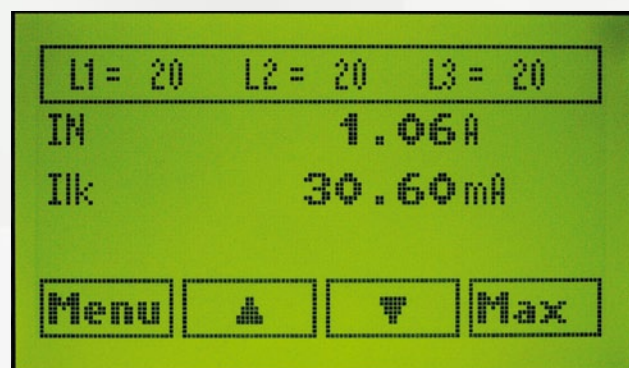 L1 = 20 L2 = 20 L3 = 20
IN 1.06A
Ilk 30.60mA
Menu ▲ ▼ Max